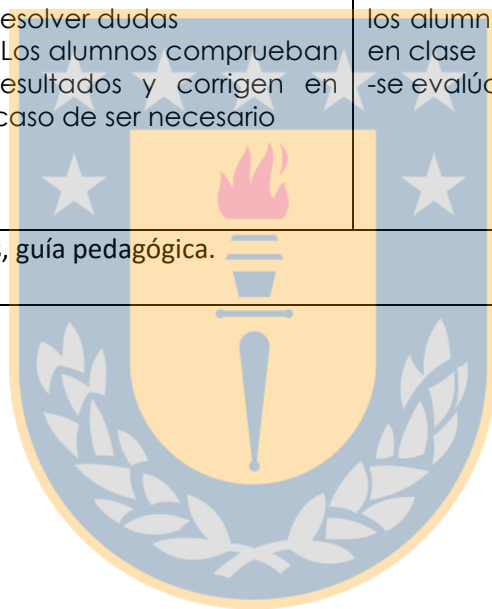 esolver dudas
Los alumnos comprueban
esultados y corrigen en
caso de ser necesario
los alumn
en clase
-se evalú
, guía pedagógica.